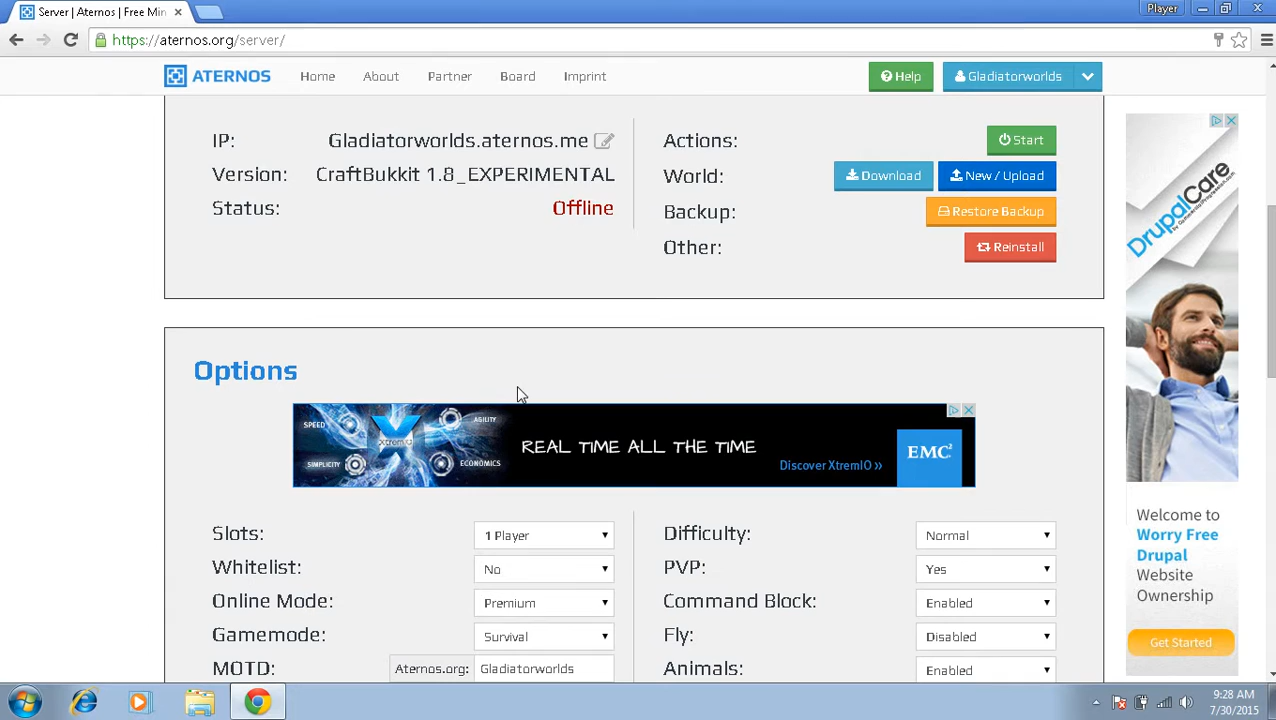 Server | Aternos | Free Min
Player
https://aternos.org/server/
ATERNOS
Home
About
Partner
Board
Imprint
Help
Gladiatorworlds
IP:
Gladiatorworlds.aternos.me
Version:
CraftBukkit 1.8_EXPERIMENTAL
Status:
Offline
Actions:
Start
World:
Download
New / Upload
Backup:
Restore Backup
Other:
Reinstall
Options
SPEED
AGILITY
SIMPLICITY
ECONOMICS
XtremIO
REAL TIME ALL THE TIME
Discover XtremIO »
EMC²
Slots:
1 Player
Whitelist:
No
Online Mode:
Premium
Gamemode:
Survival
MOTD:
Aternos.org:
Gladiatorworlds
Difficulty:
Normal
PVP:
Yes
Command Block:
Enabled
Fly:
Disabled
Animals:
Enabled
DrupalCare
by CommonPlaces
Welcome to
Worry Free
Drupal
Website
Ownership
Get Started
9:28 AM
7/30/2015